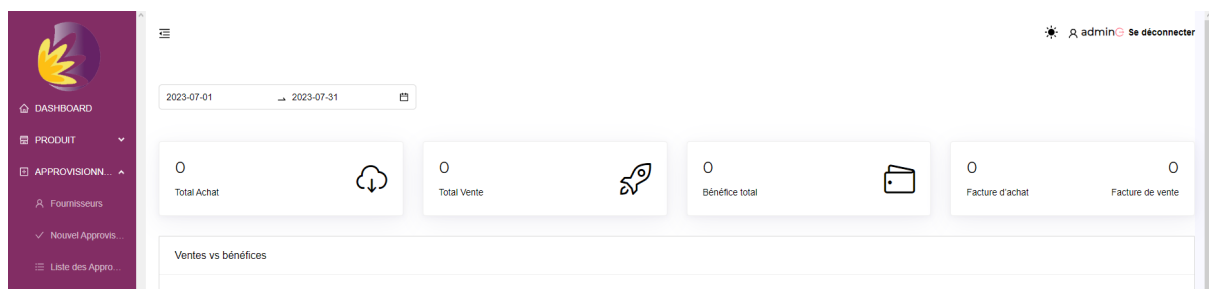 admin Se déconnecter
2023-07-01 2023-07-31
DASHBOARD
PRODUIT
APPROVISIONN...
Fournisseurs
Nouvel Approvis...
Liste des Appro...
0
Total Achat
0
Total Vente
0
Bénéfice total
0 0
Facture d'achat Facture de vente
Ventes vs bénéfices